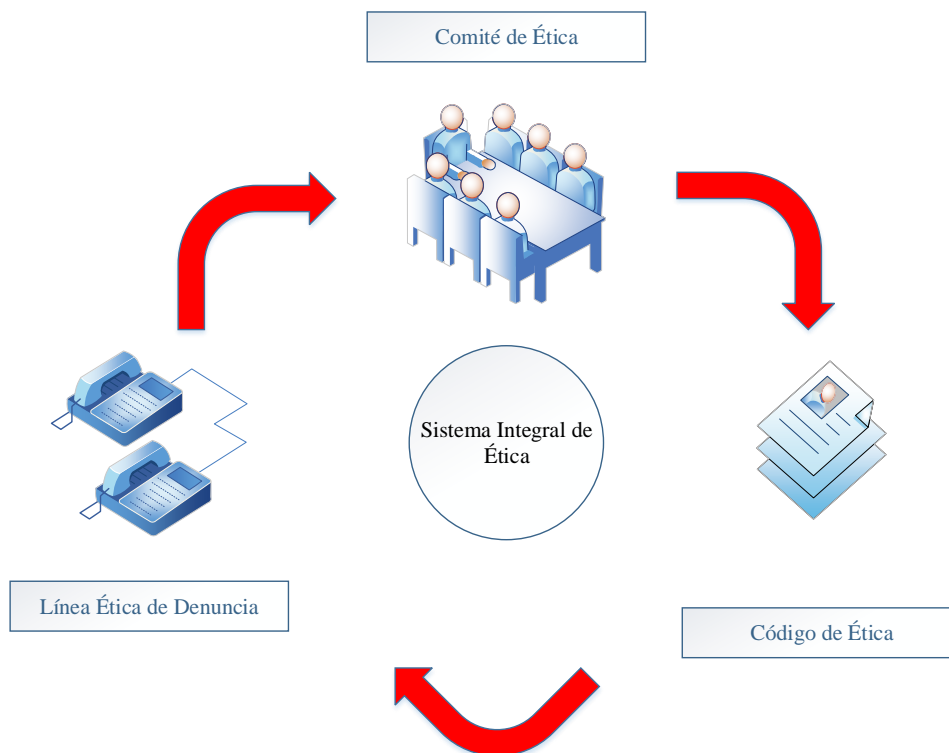 Comité de Ética
Sistema Integral de
Ética
Línea Ética de Denuncia
Código de Ética